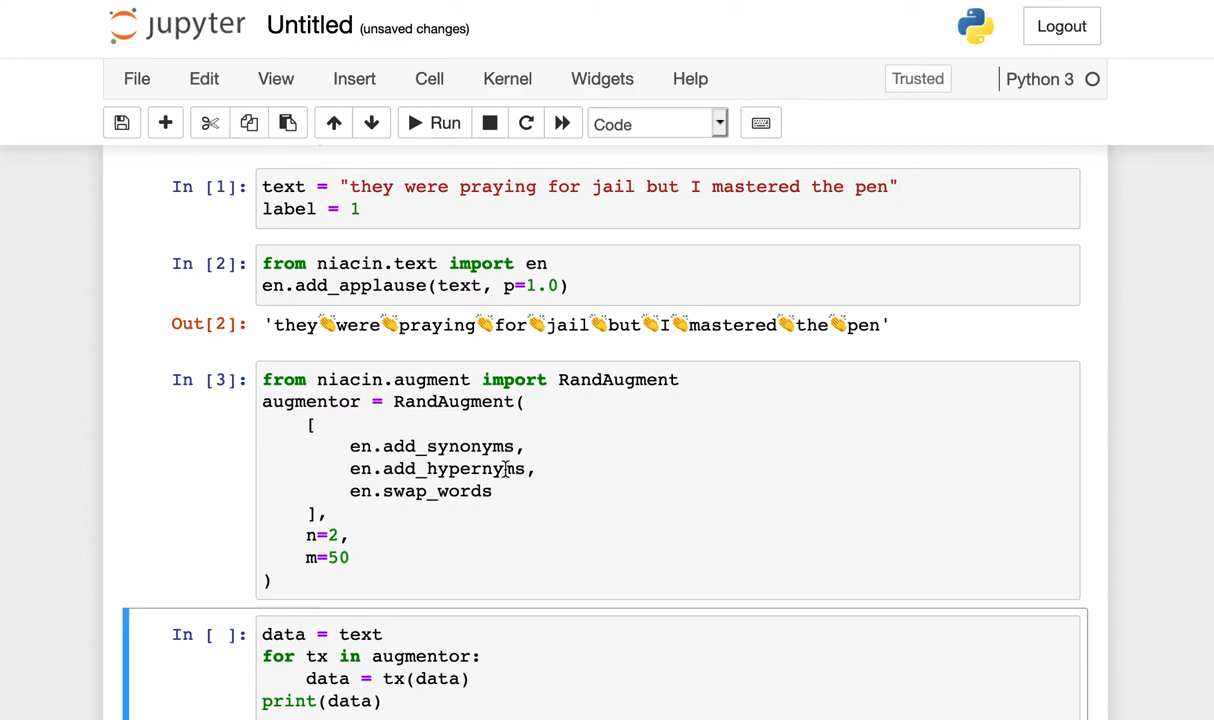 jupyter Untitled (unsaved changes) Logout
File Edit View Insert Cell Kernel Widgets Help Trusted Python 3
Run Code
In [1]: text = "they were praying for jail but I mastered the pen"
label = 1
In [2]: from niacin.text import en
en.add_applause(text, p=1.0)
Out[2]: 'they👏were👏praying👏for👏jail👏but👏I👏mastered👏the👏pen'
In [3]: from niacin.augment import RandAugment
augmentor = RandAugment(
[
en.add_synonyms,
en.add_hypernyms,
en.swap_words
],
n=2,
m=50
)
In [ ]: data = text
for tx in augmentor:
data = tx(data)
print(data)